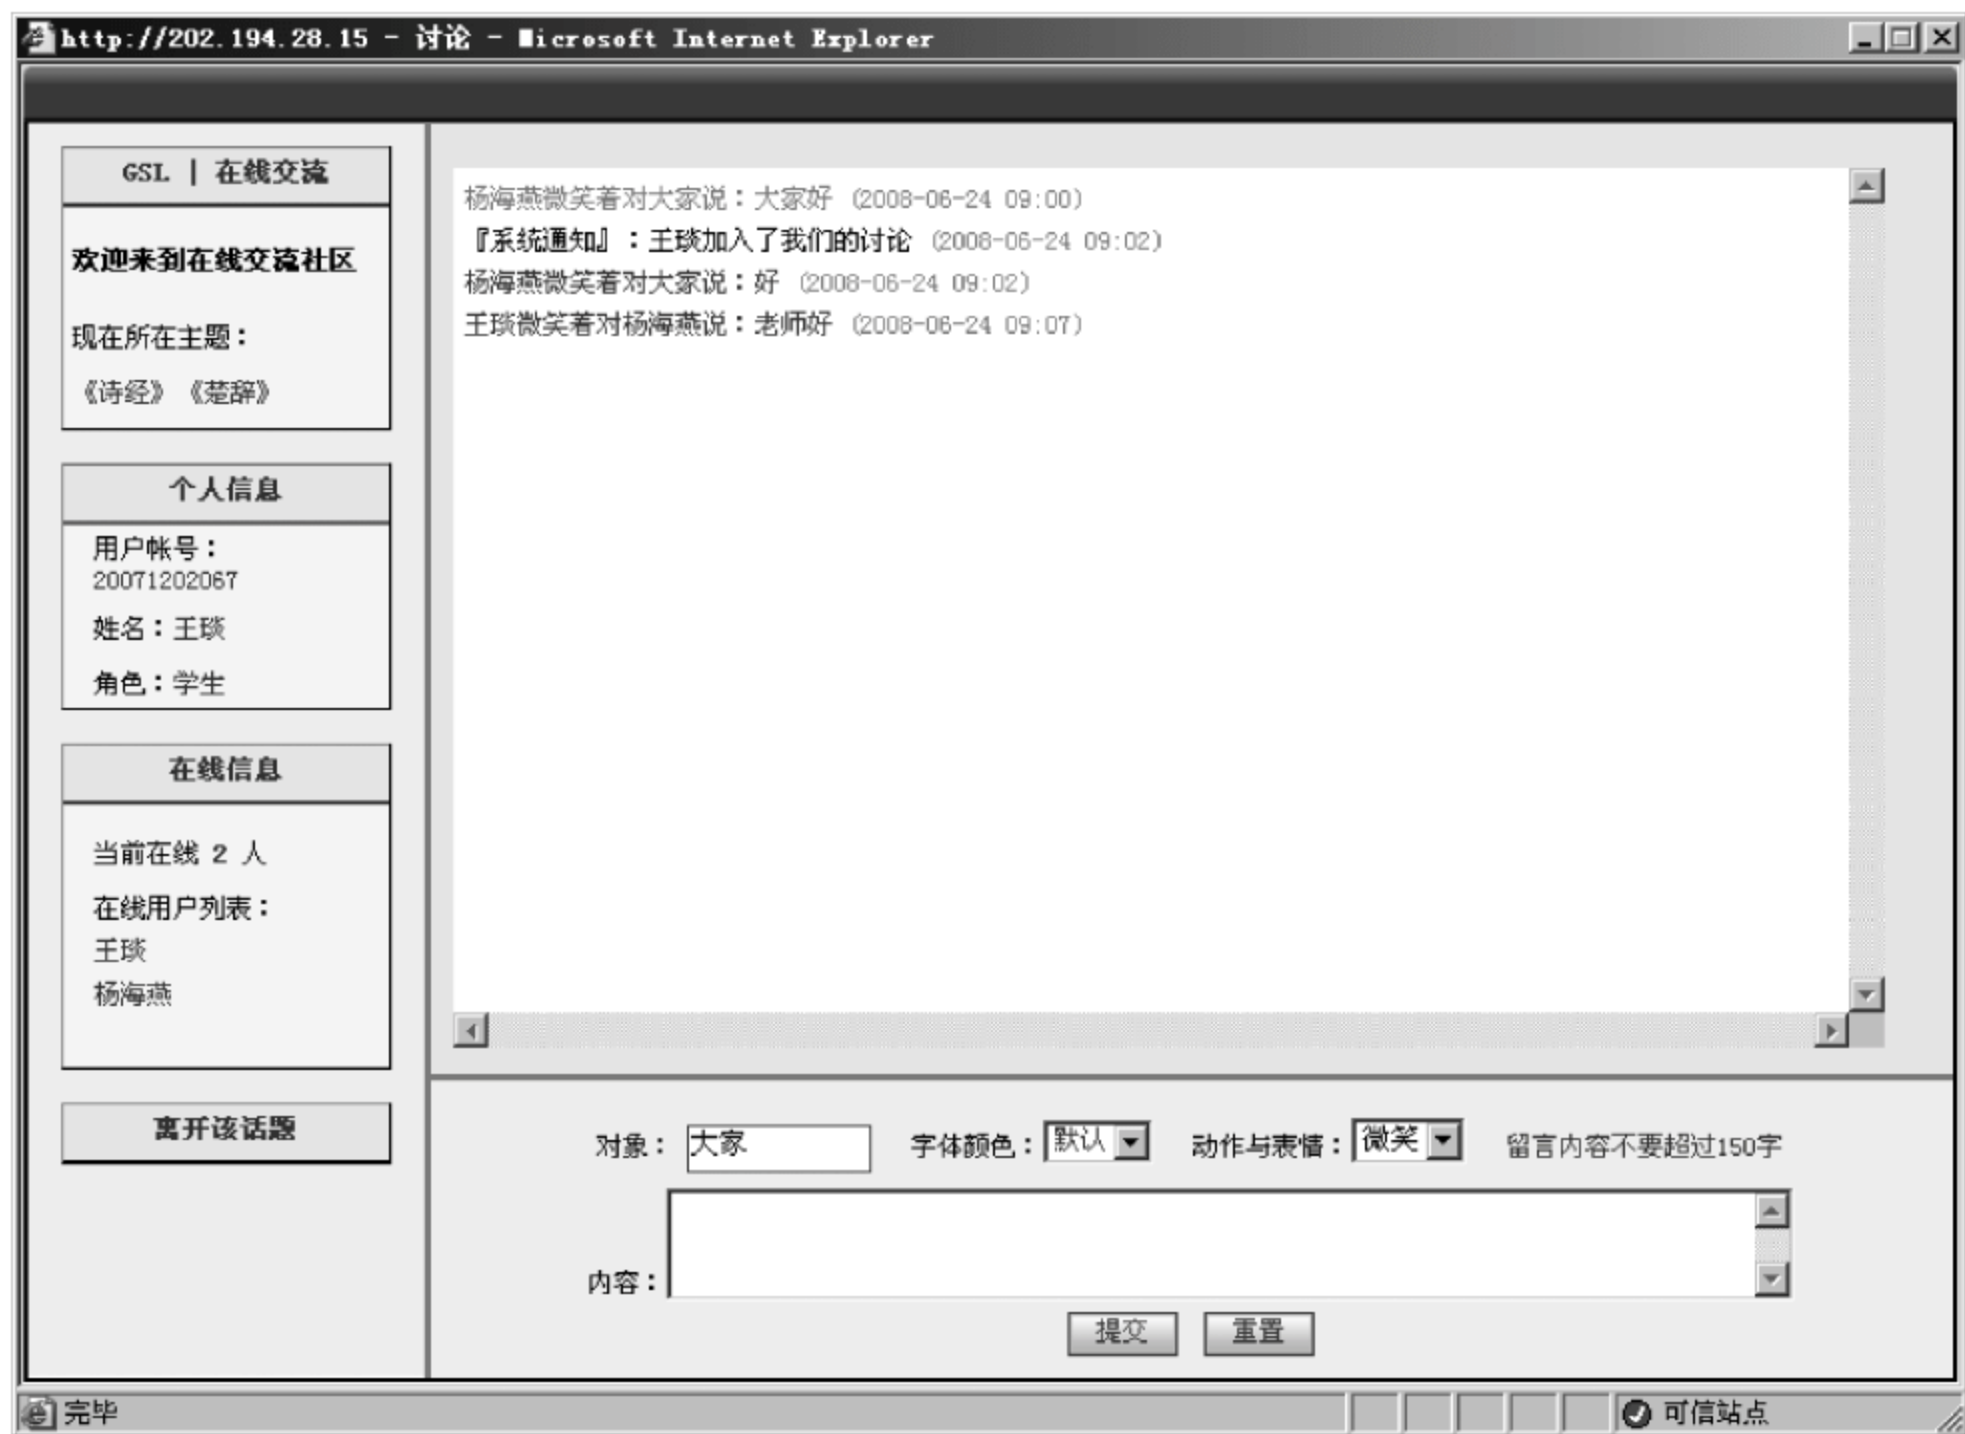 http://202.194.28.15 - 讨论 - Microsoft Internet Explorer
GSL | 在线交流
欢迎来到在线交流社区
现在所在主题：
《诗经》《楚辞》
个人信息
用户帐号：
20071202067
姓名：王琰
角色：学生
在线信息
当前在线 2 人
在线用户列表：
王琰
杨海燕
离开该话题
杨海燕微笑着对大家说：大家好 (2008-06-24 09:00)
『系统通知』：王琰加入了我们的讨论 (2008-06-24 09:02)
杨海燕微笑着对大家说：好 (2008-06-24 09:02)
王琰微笑着对杨海燕说：老师好 (2008-06-24 09:07)
对象： 大家 字体颜色： 默认 动作与表情： 微笑 留言内容不要超过150字
内容：
提交 重置
完毕 可信站点